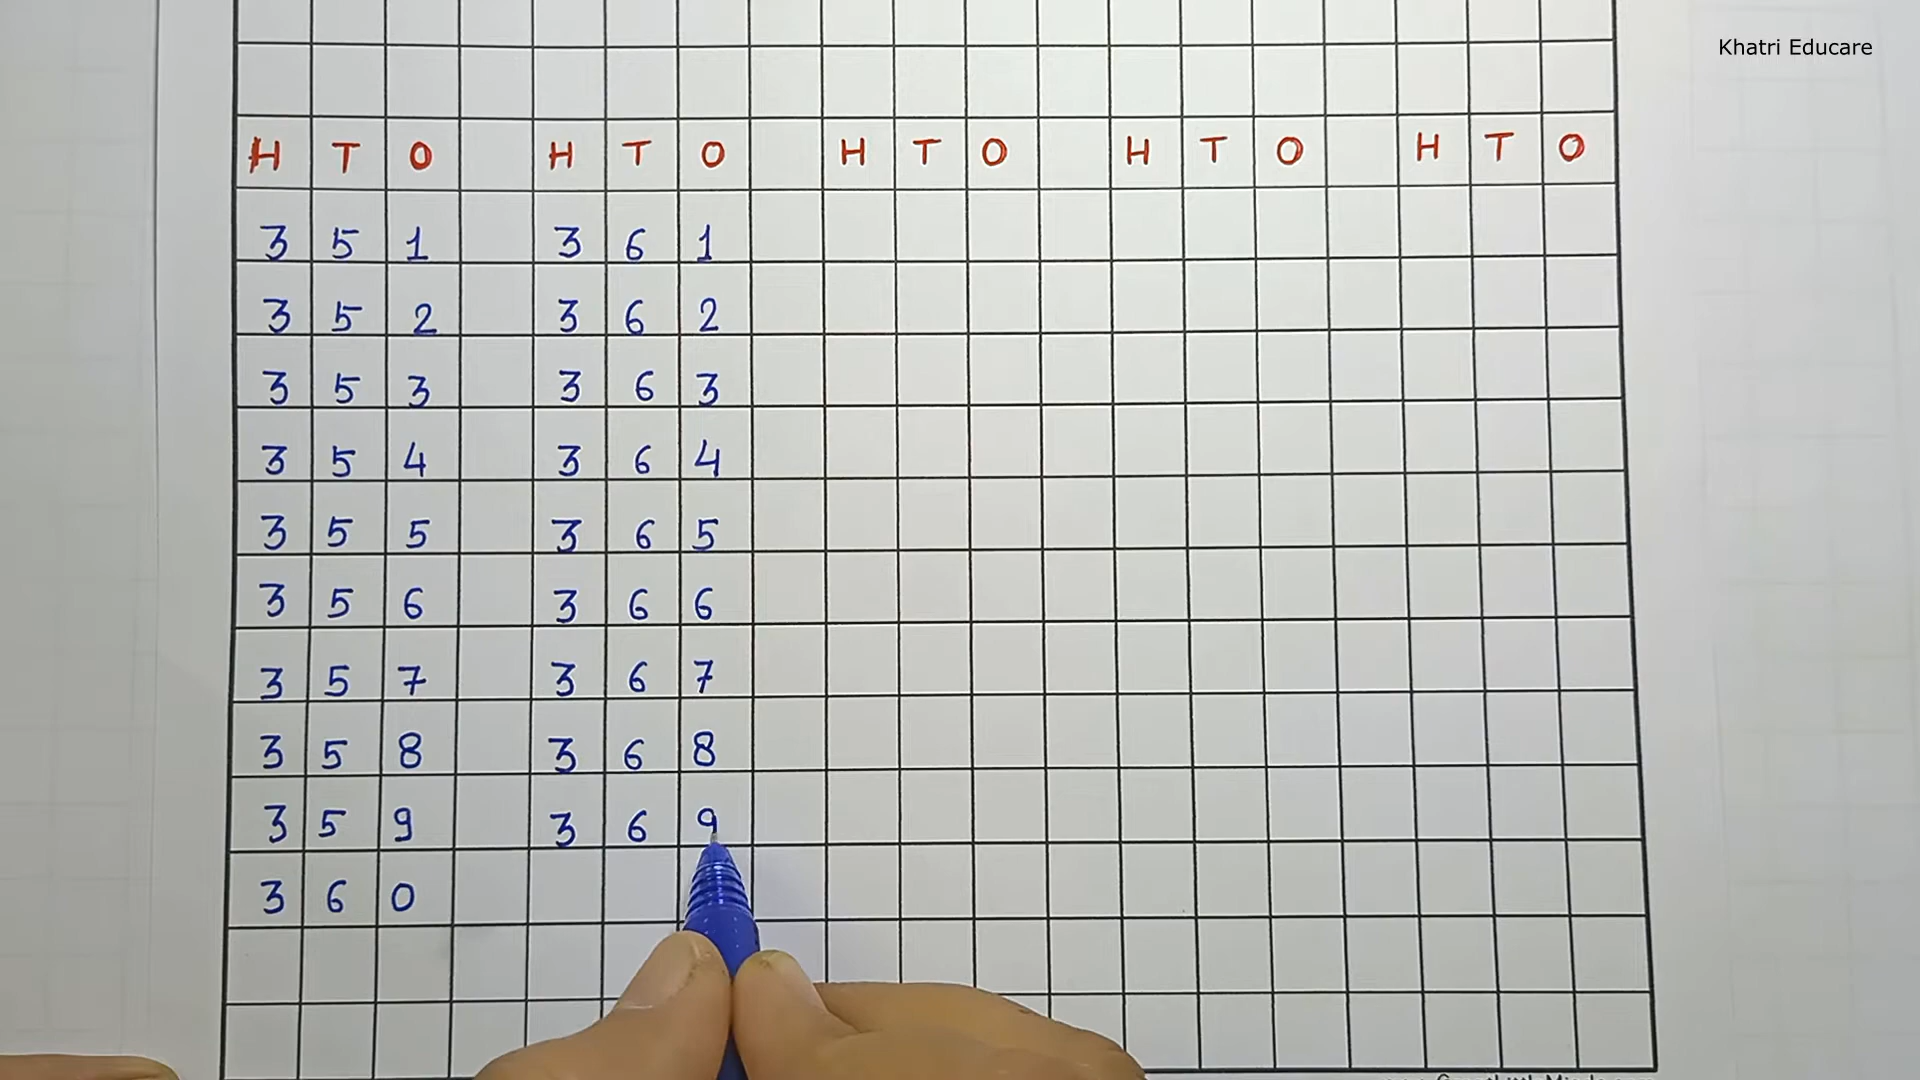 Khatri Educare
H T O H T O H T O H T O H T O
3 5 1 3 6 1
3 5 2 3 6 2
3 5 3 3 6 3
3 5 4 3 6 4
3 5 5 3 6 5
3 5 6 3 6 6
3 5 7 3 6 7
3 5 8 3 6 8
3 5 9 3 6 9
3 6 0